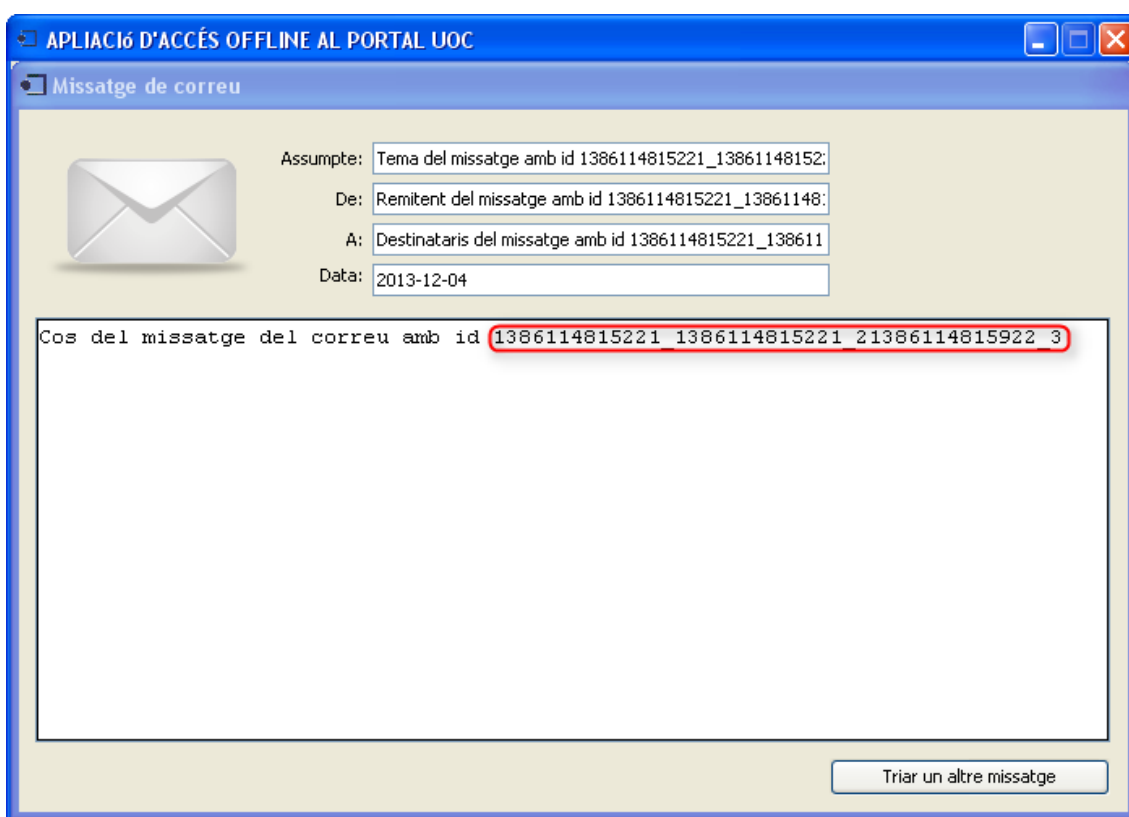 APLIACIó D'ACCÉS OFFLINE AL PORTAL UOC
Missatge de correu
Assumpte: Tema del missatge amb id 1386114815221_13861148152
De: Remitent del missatge amb id 1386114815221_13861148
A: Destinataris del missatge amb id 1386114815221_138611
Data: 2013-12-04
Cos del missatge del correu amb id 1386114815221_1386114815221_21386114815922_3
Triar un altre missatge